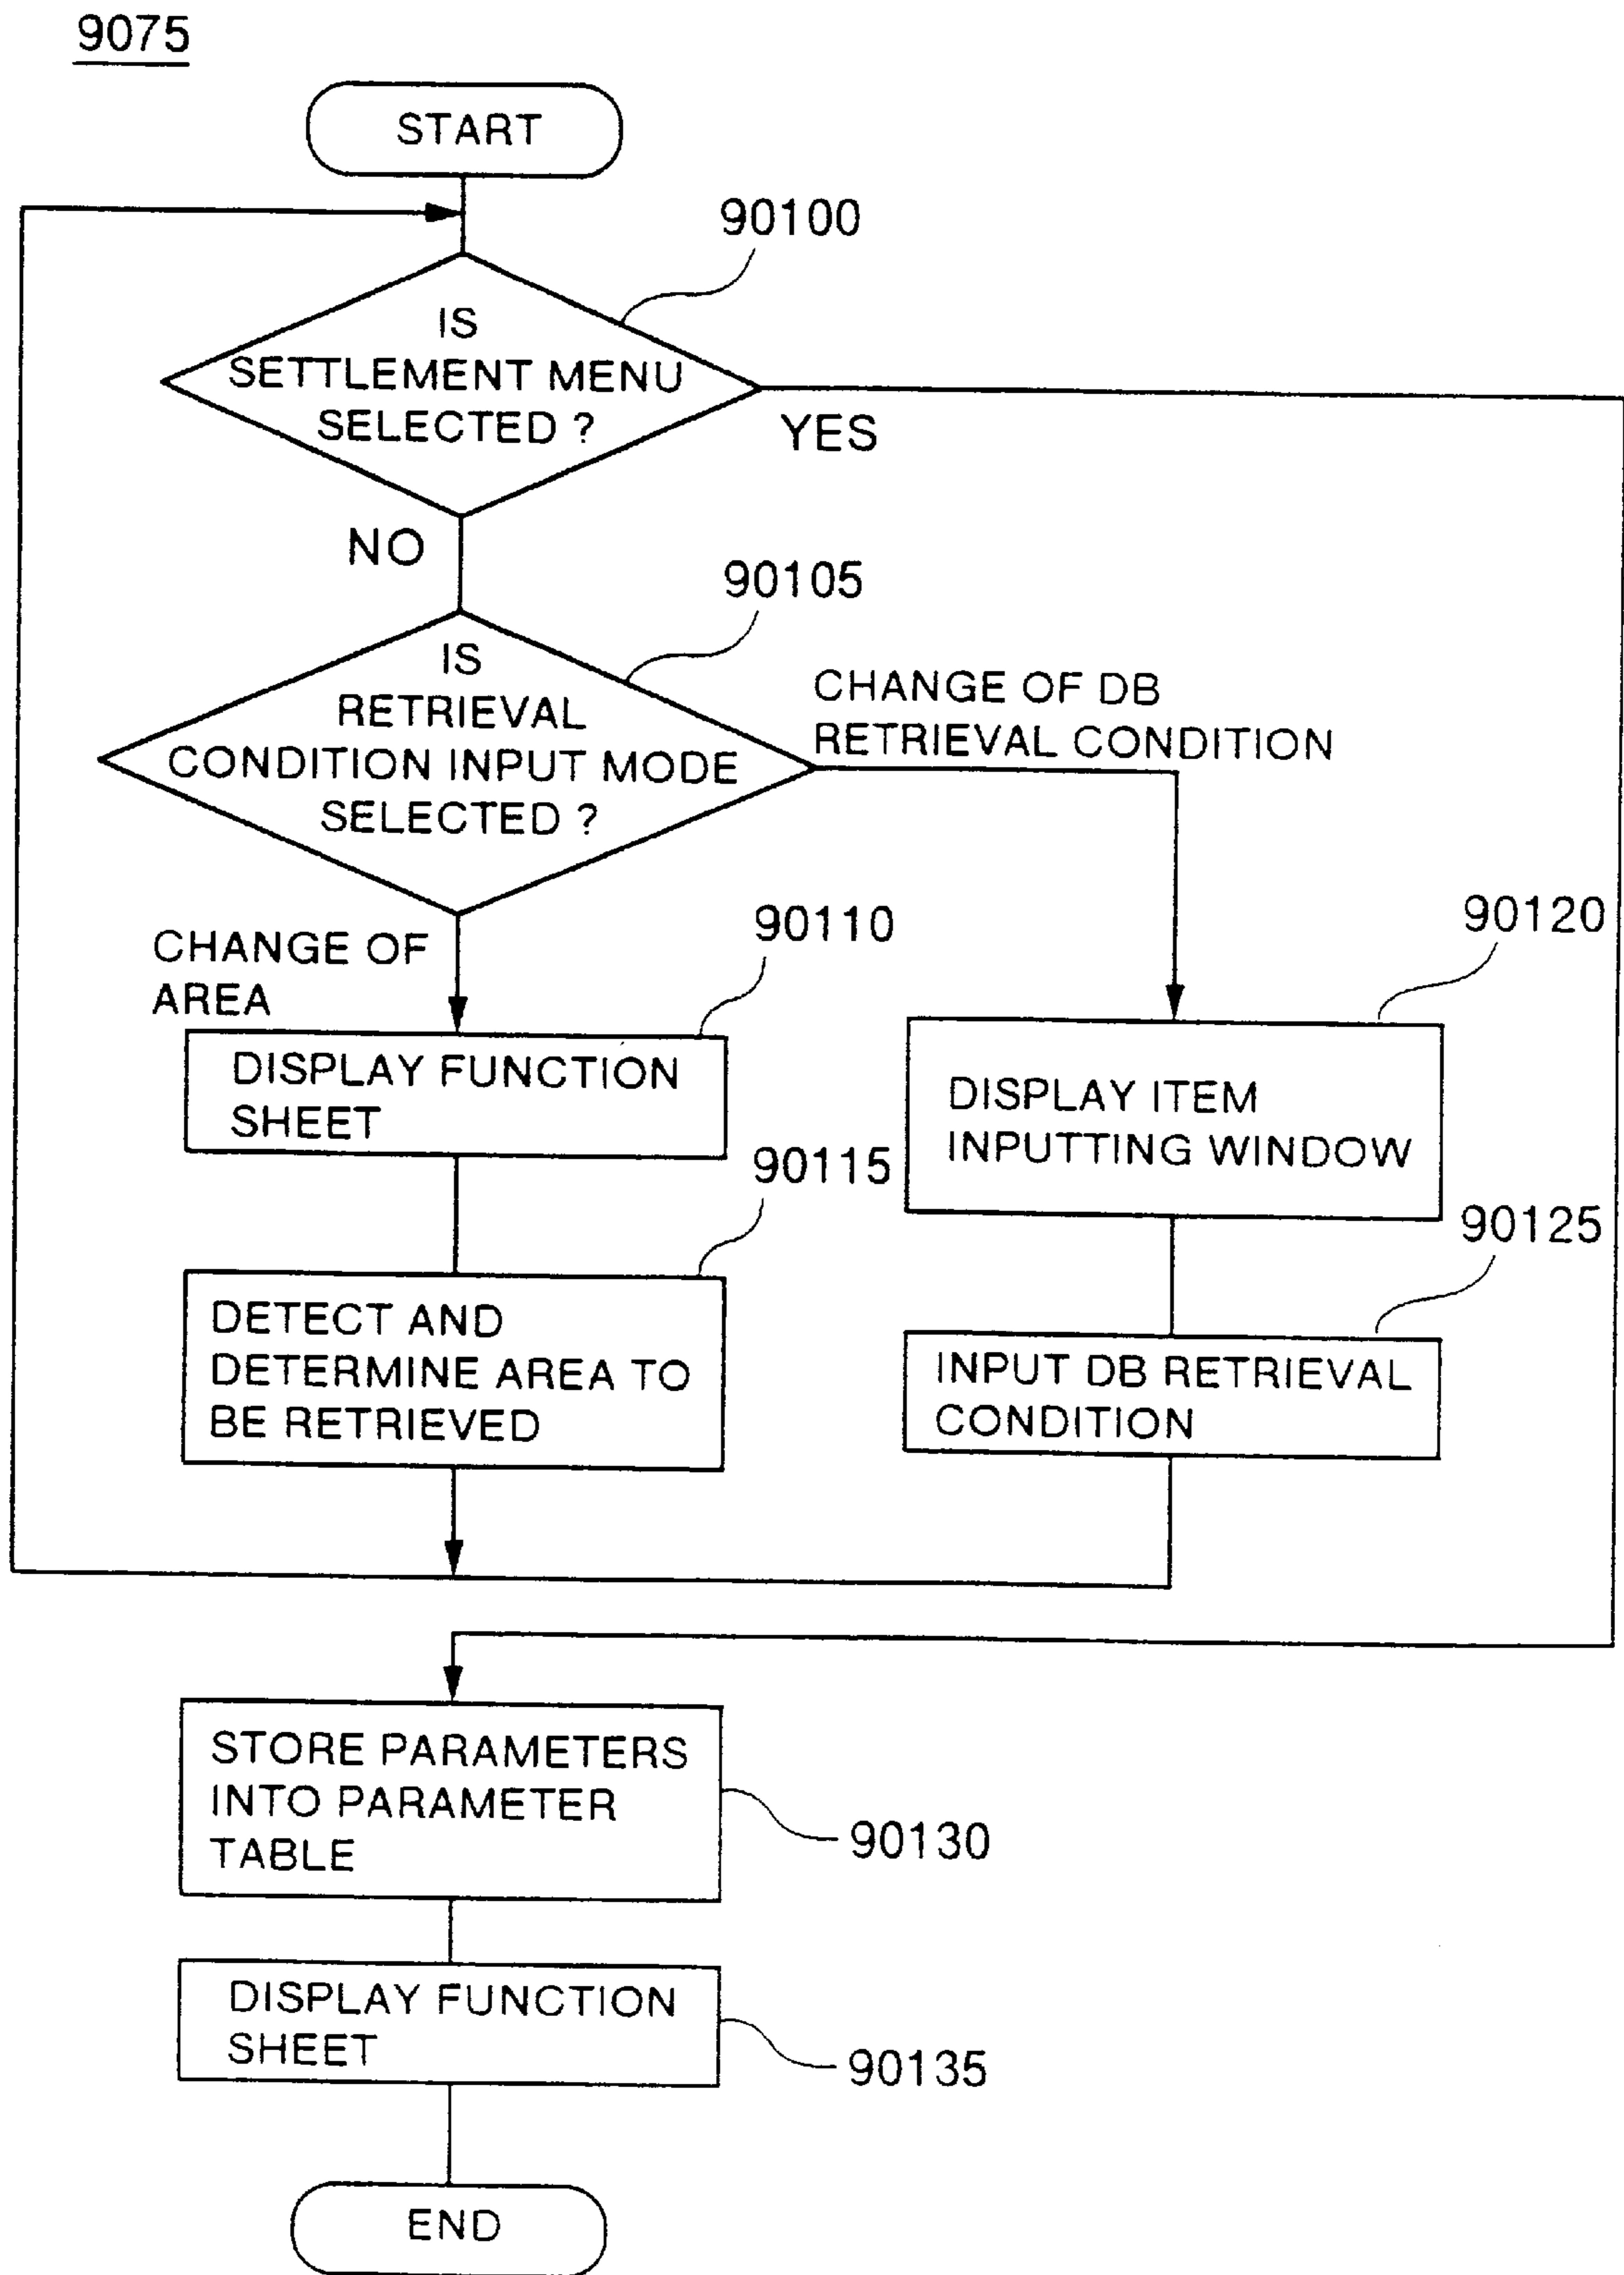 9075
START
90100
IS
SETTLEMENT MENU
SELECTED ?
YES
NO
90105
IS
RETRIEVAL
CONDITION INPUT MODE
SELECTED ?
CHANGE OF DB
RETRIEVAL CONDITION
CHANGE OF
AREA
90110
DISPLAY FUNCTION
SHEET
90120
DISPLAY ITEM
INPUTTING WINDOW
90115
DETECT AND
DETERMINE AREA TO
BE RETRIEVED
90125
INPUT DB RETRIEVAL
CONDITION
STORE PARAMETERS
INTO PARAMETER
TABLE
90130
DISPLAY FUNCTION
SHEET
90135
END